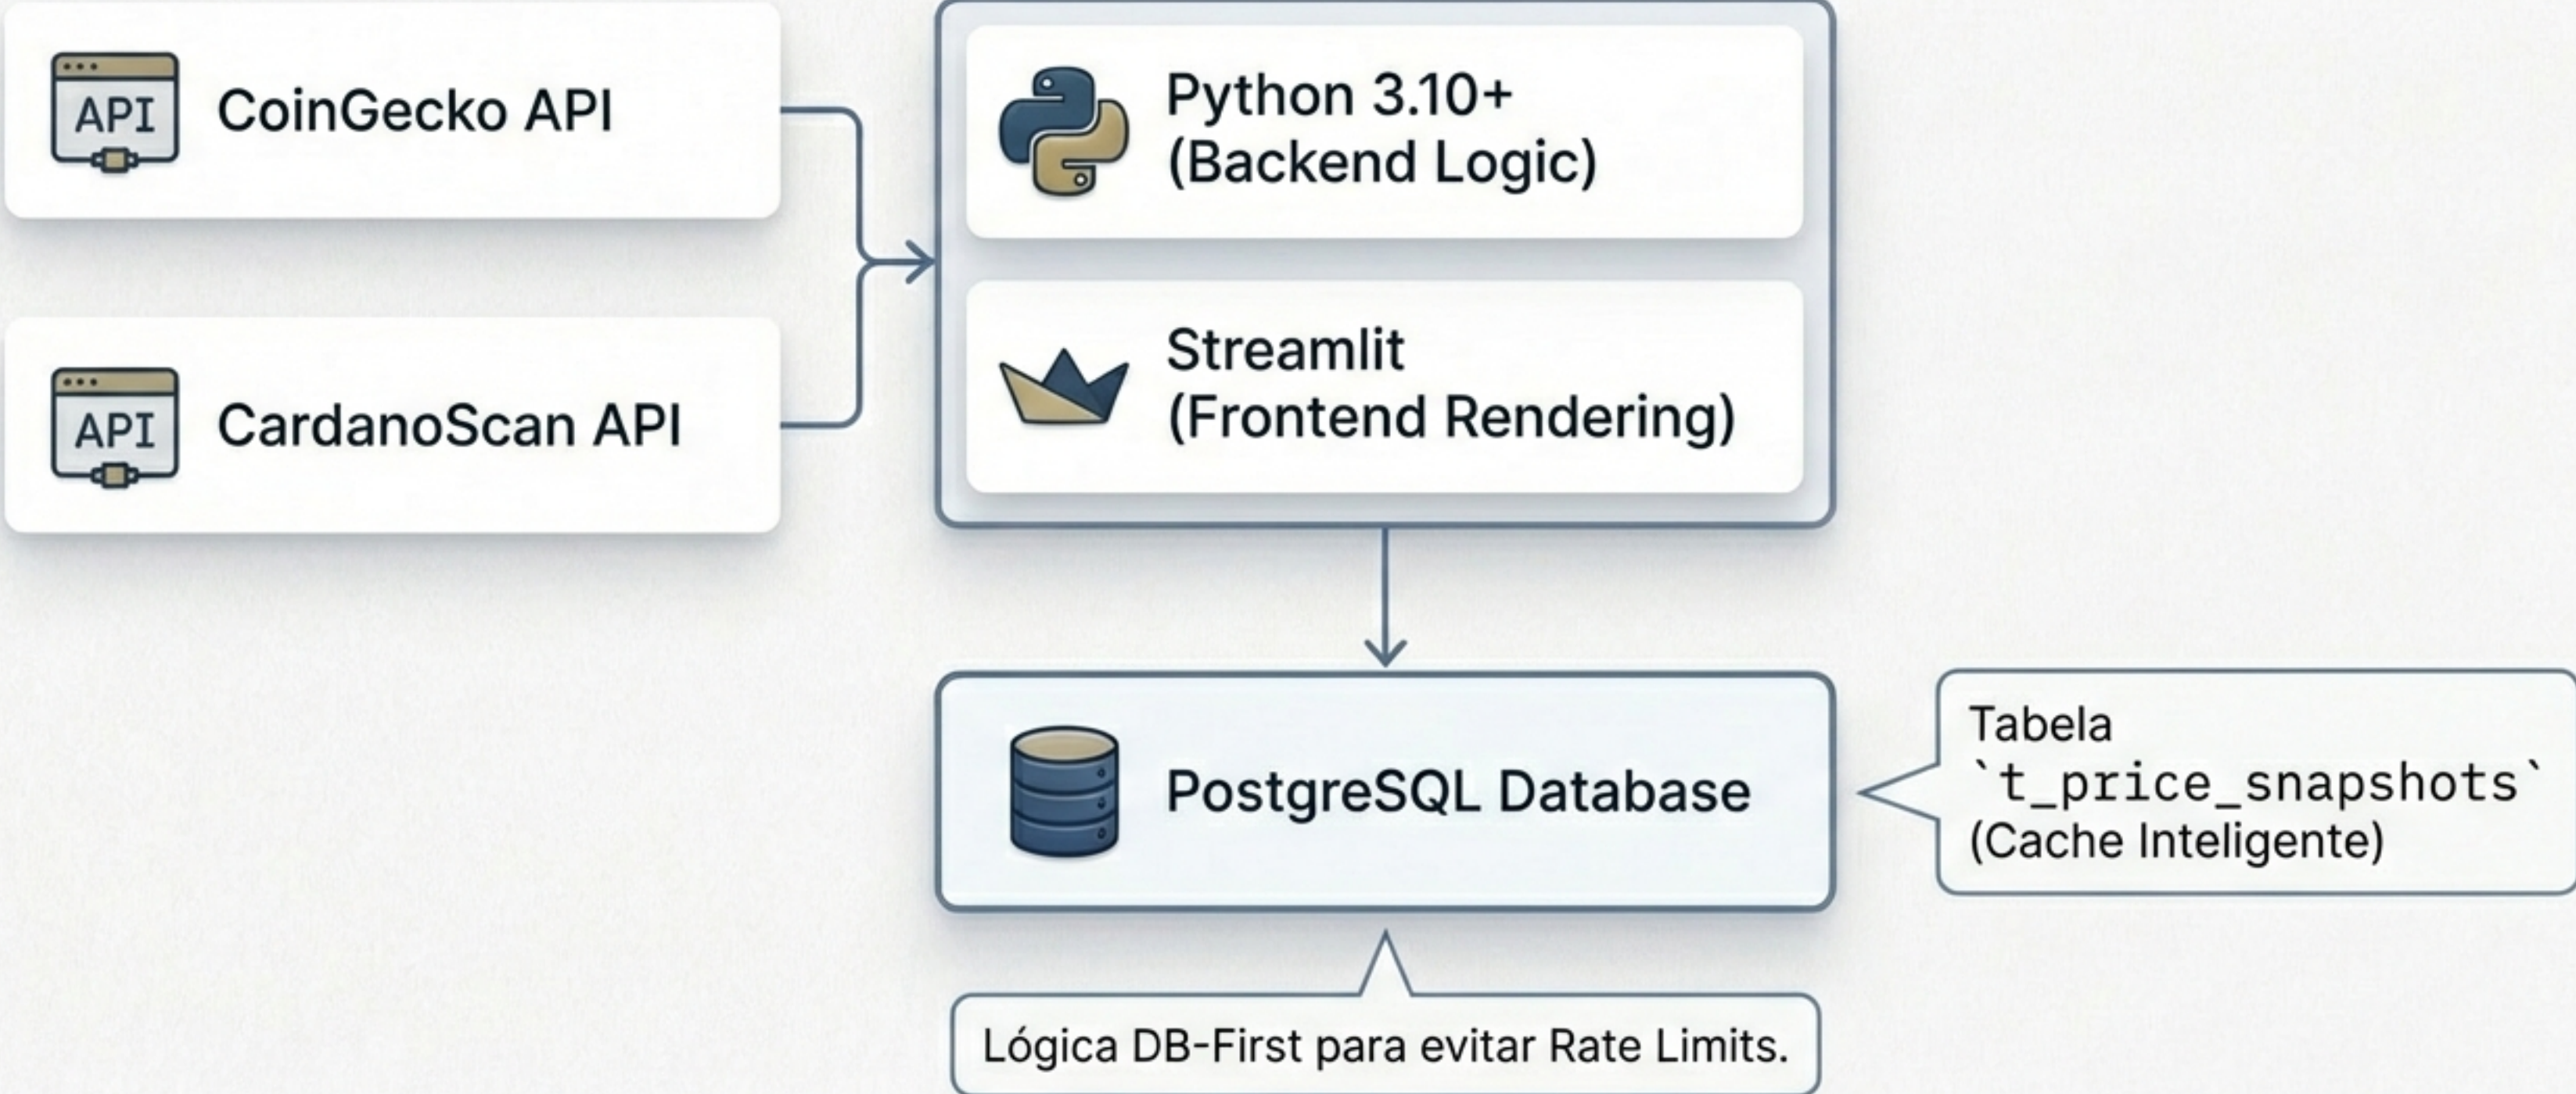 API
CoinGecko API
API
CardanoScan API
Python 3.10+
(Backend Logic)
Streamlit
(Frontend Rendering)
PostgreSQL Database
Tabela
`t_price_snapshots`
(Cache Inteligente)
Lógica DB-First para evitar Rate Limits.